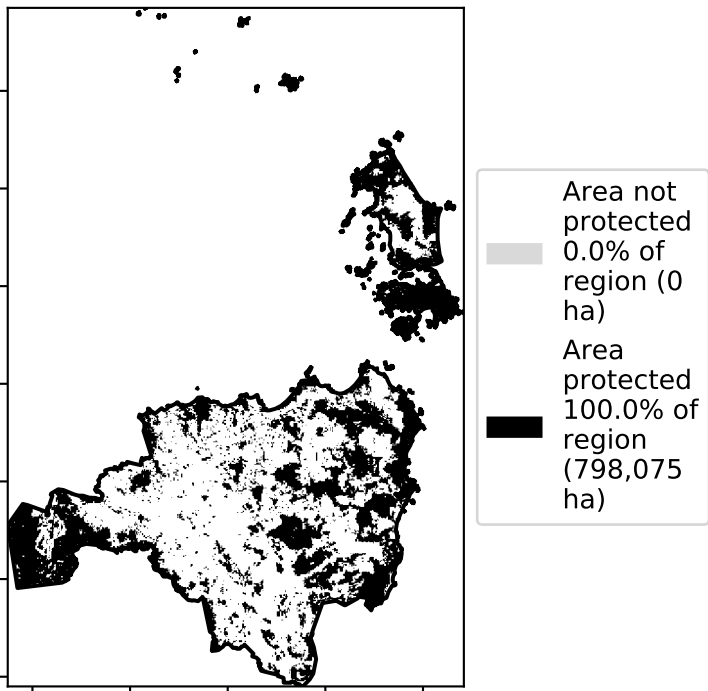 Area not
protected
0.0% of
region (0
ha)
Area
protected
100.0% of
region
(798,075
ha)